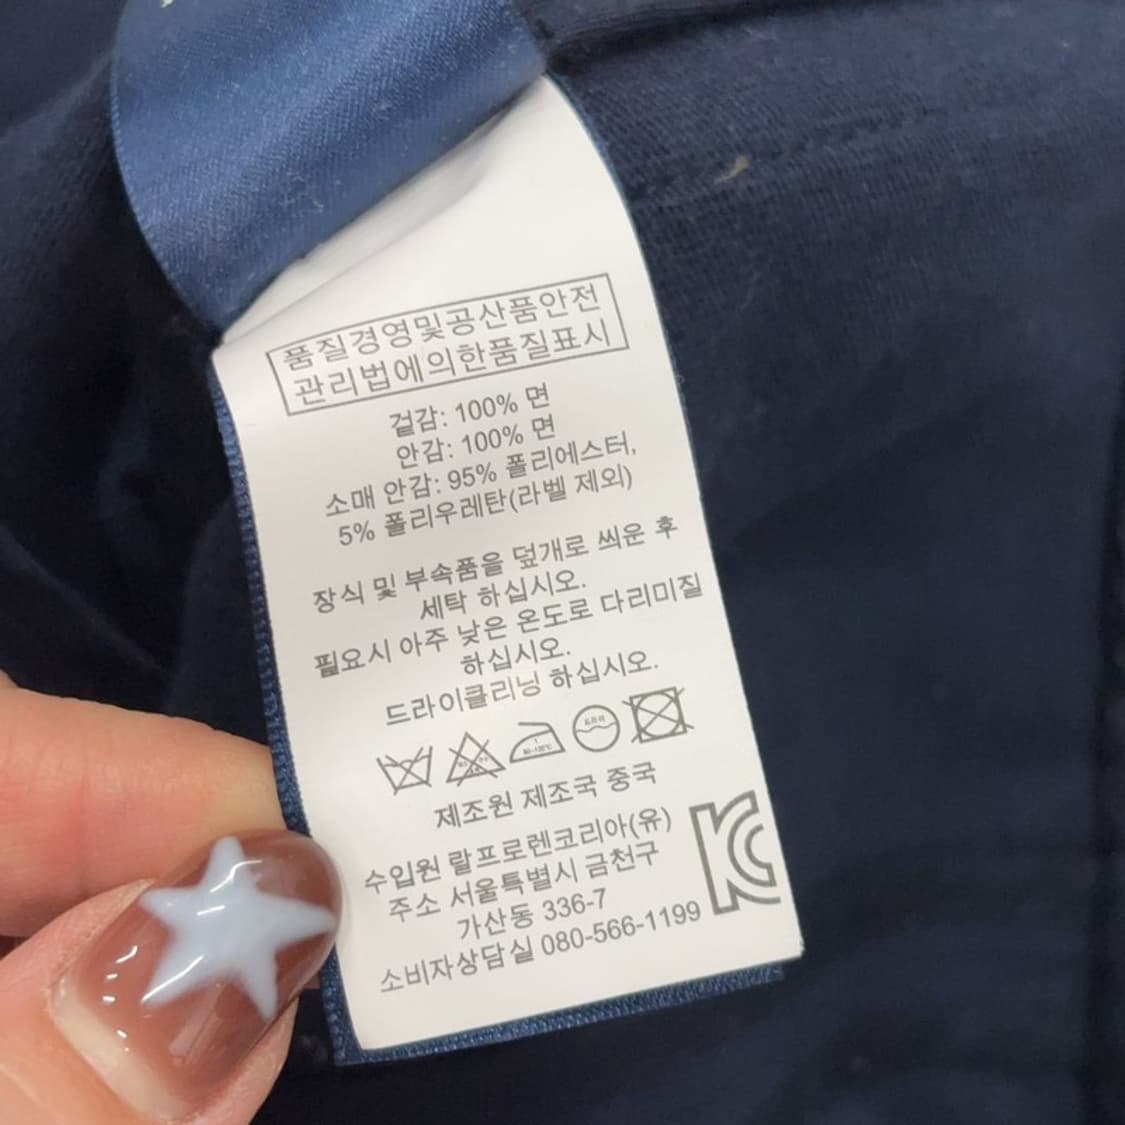 품질경영및공산품안전
관리법에의한품질표시
겉감: 100% 면
안감: 100% 면
소매 안감: 95% 폴리에스터,
5% 폴리우레탄(라벨 제외)
장식 및 부속품을 덮개로 씌운 후
세탁 하십시오.
필요시 아주 낮은 온도로 다리미질
하십시오.
드라이클리닝 하십시오.
제조원 제조국 중국
수입원 랄프로렌코리아(유)
주소 서울특별시 금천구
가산동 336-7
소비자상담실 080-566-1199
KC